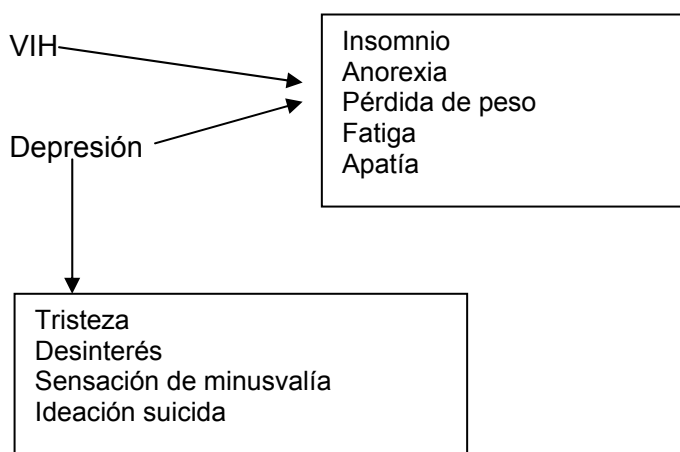 VIH
Insomnio
Anorexia
Pérdida de peso
Fatiga
Apatía
Depresión
Tristeza
Desinterés
Sensación de minusvalía
Ideación suicida